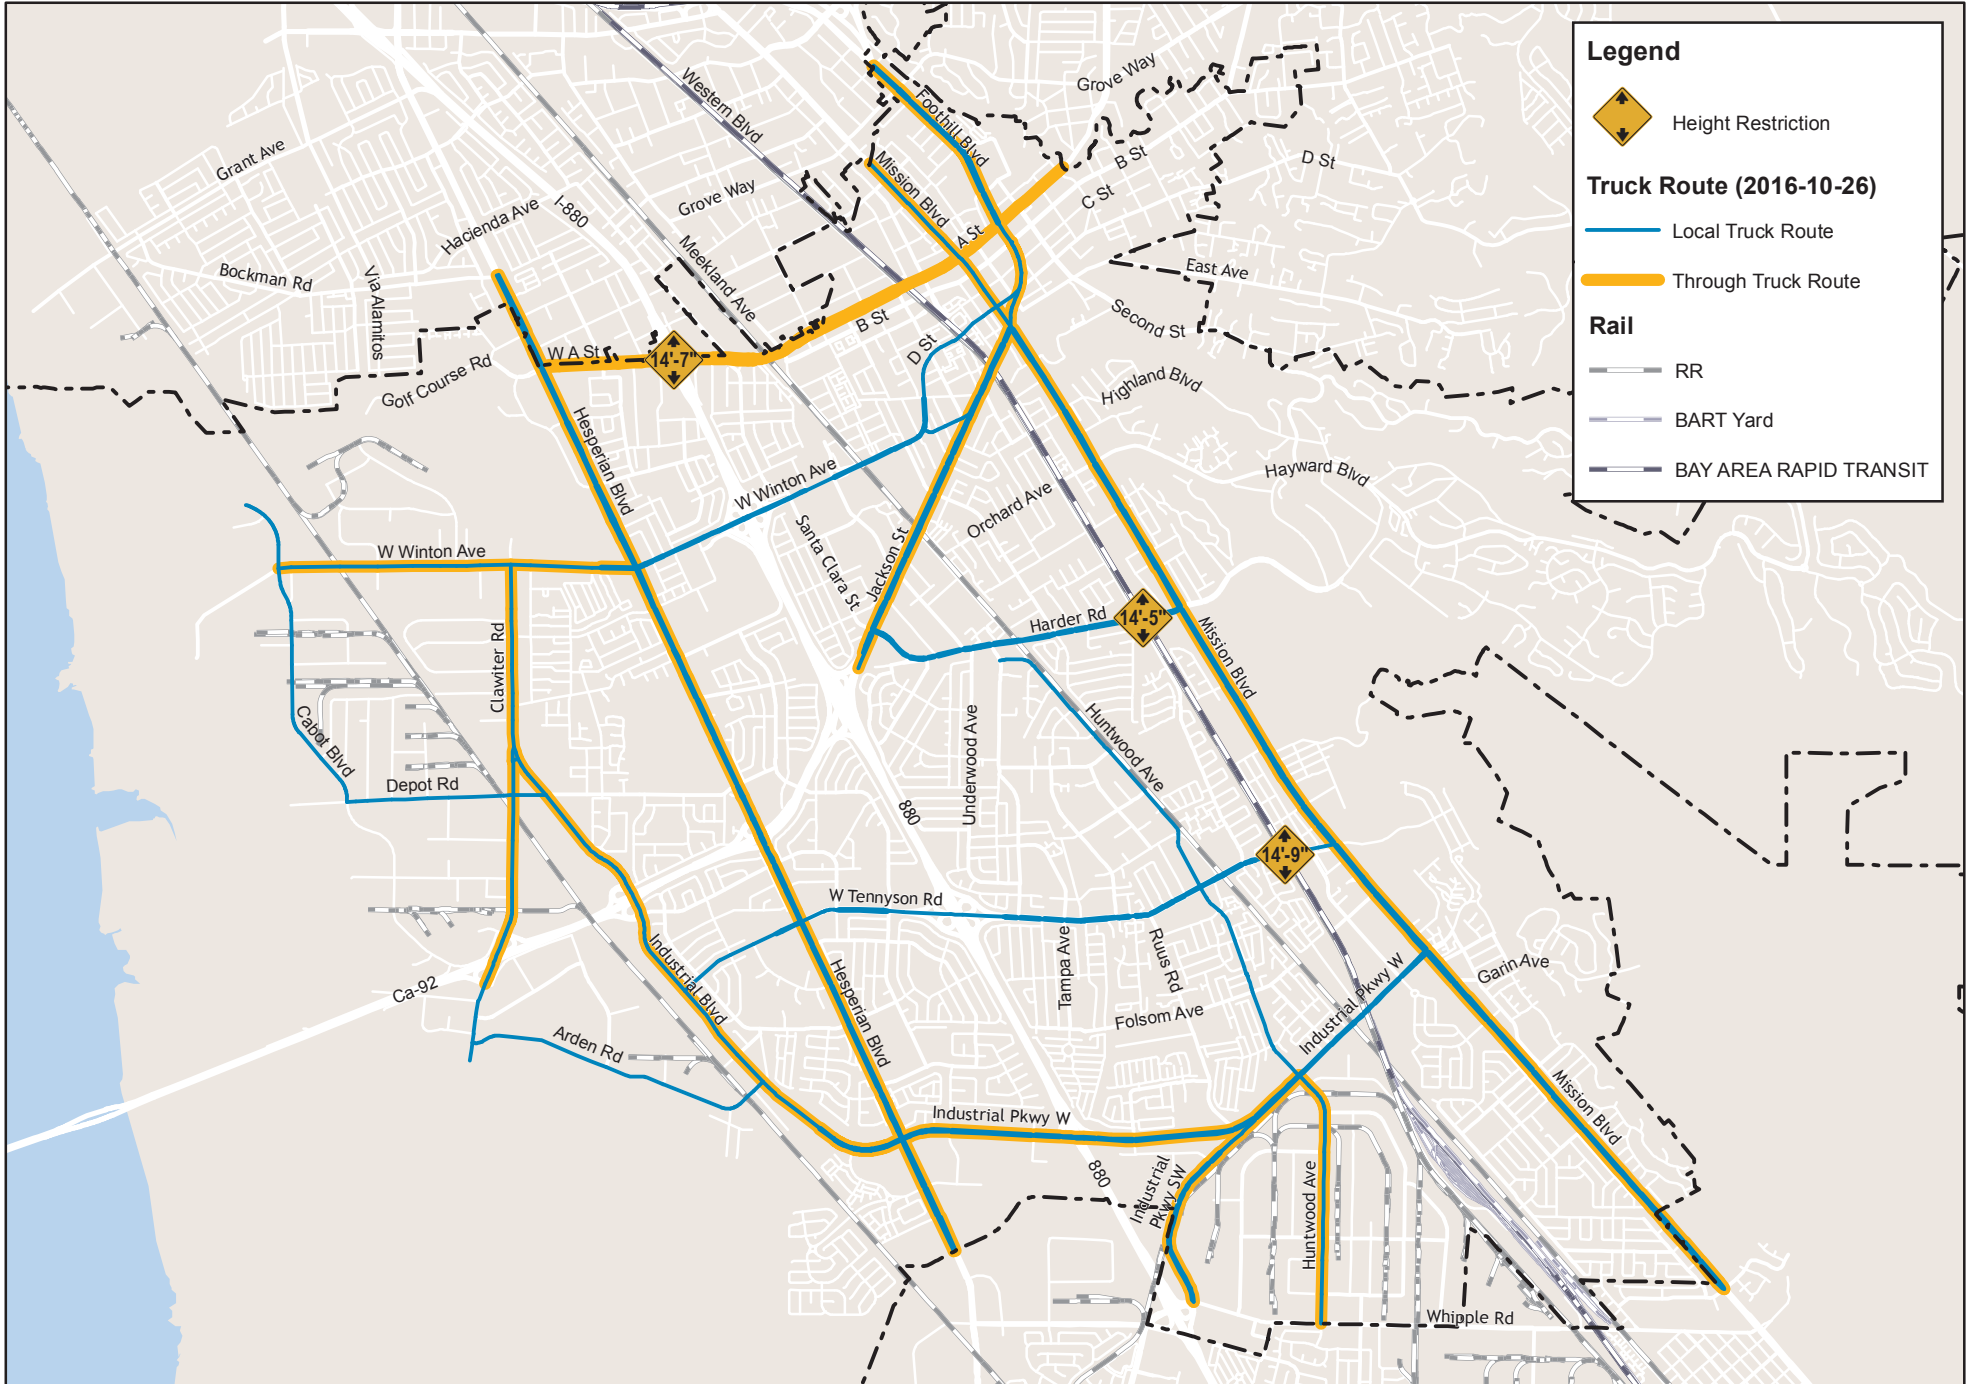 Legend
Height Restriction
Truck Route (2016-10-26)
Local Truck Route
Through Truck Route
Rail
RR
BART Yard
BAY AREA RAPID TRANSIT
Grove Way
Western Blvd
Foothill Blvd
Grant Ave
B St
D St
Mission Blvd
C St
Grove Way
Hacienda Ave
I-880
A St
Meekland Ave
East Ave
Bockman Rd
Via Alamitos
Second St
B St
D St
W A St
14'-7"
Golf Course Rd
Highland Blvd
Hesperian Blvd
Hayward Blvd
W Winton Ave
Orchard Ave
Santa Clara St
Jackson St
W Winton Ave
Harder Rd
14'-5"
Clawiter Rd
Mission Blvd
Cabot Blvd
Huntwood Ave
Underwood Ave
Depot Rd
880
14'-9"
W Tennyson Rd
Tampa Ave
Ruus Rd
Industrial Blvd
Hesperian Blvd
Garin Ave
Industrial Pkwy W
Ca-92
Folsom Ave
Arden Rd
Mission Blvd
Industrial Pkwy W
880
Industrial
Pkwy SW
Huntwood Ave
Whipple Rd